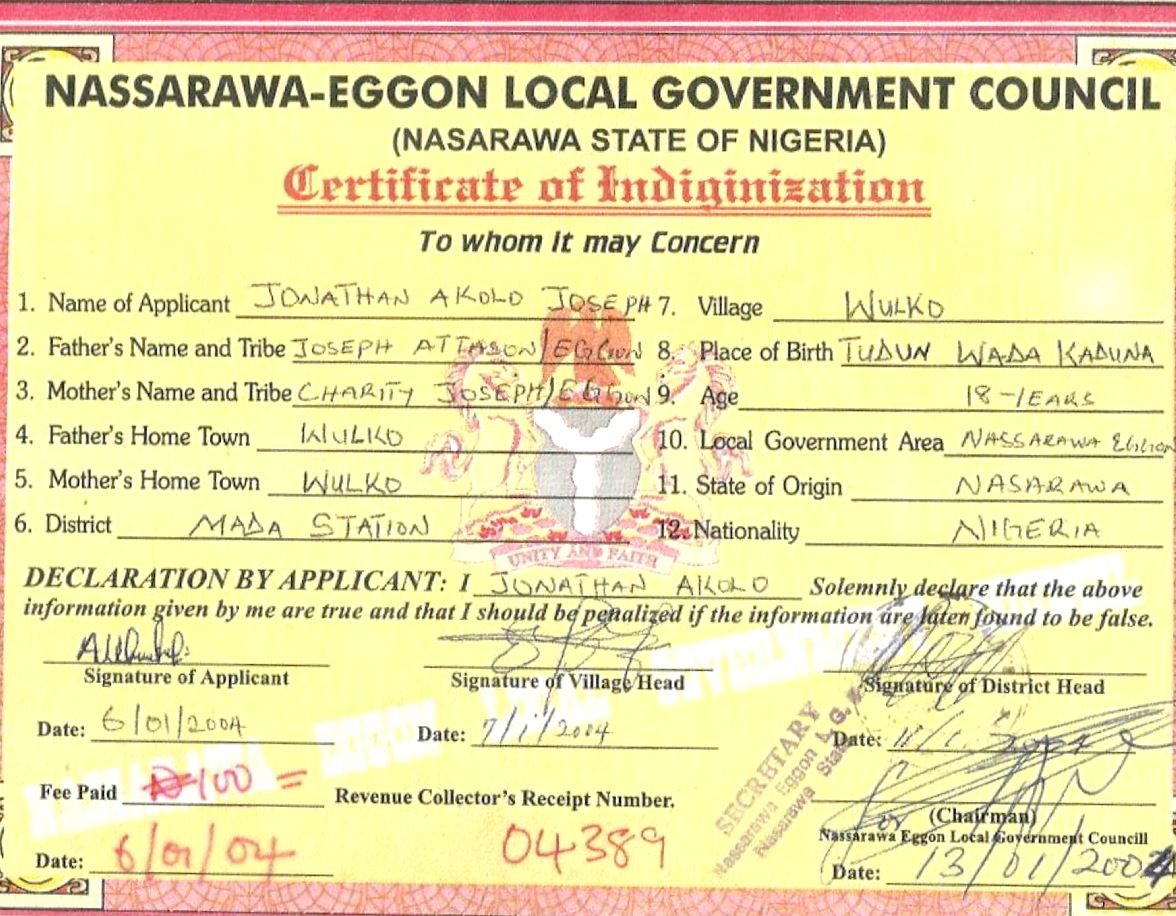 NASSARAWA-EGGON LOCAL GOVERNMENT COUNCIL
(NASARAWA STATE OF NIGERIA)
Certificate of Indiginization
To whom it may Concern
1. Name of Applicant JONATHAN AKOLO JOSEPH 7. Village WULKO
2. Father's Name and Tribe JOSEPH ATTASON/EGGON 8. Place of Birth TUDUN WADA KADUNA
3. Mother's Name and Tribe CHARITY JOSEPH/EGGON 9. Age 18-YEARS
4. Father's Home Town WULKO 10. Local Government Area NASSARAWA EGGON
5. Mother's Home Town WULKO 11. State of Origin NASARAWA
6. District MADA STATION 12. Nationality NIGERIA
UNITY AND FAITH
DECLARATION BY APPLICANT: I JONATHAN AKOLO Solemnly declare that the above
information given by me are true and that I should be penalized if the information are later found to be false.
Signature of Applicant Signature of Village Head Signature of District Head
Date: 6/01/2004 Date: 7/1/2004 Date: 11/1
SECRETARY
Nassarawa Eggon L.G.
Nassarawa State
Fee Paid ₦100 = Revenue Collector's Receipt Number.
for (Chairman)
Nassarawa Eggon Local Government Councill
Date: 6/01/04 04389 Date: 13/01/2004